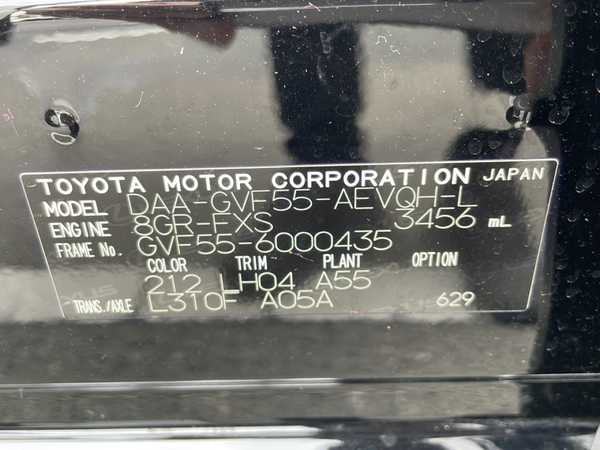 TOYOTA MOTOR CORPORATION JAPAN
MODEL DAA-GVF55-AEVQH-L
ENGINE 8GR-FXS 3456 mL
FRAME No. GVF55-6000435
COLOR TRIM PLANT OPTION
212 LH04 A55
TRANS./AXLE L310F A05A 629